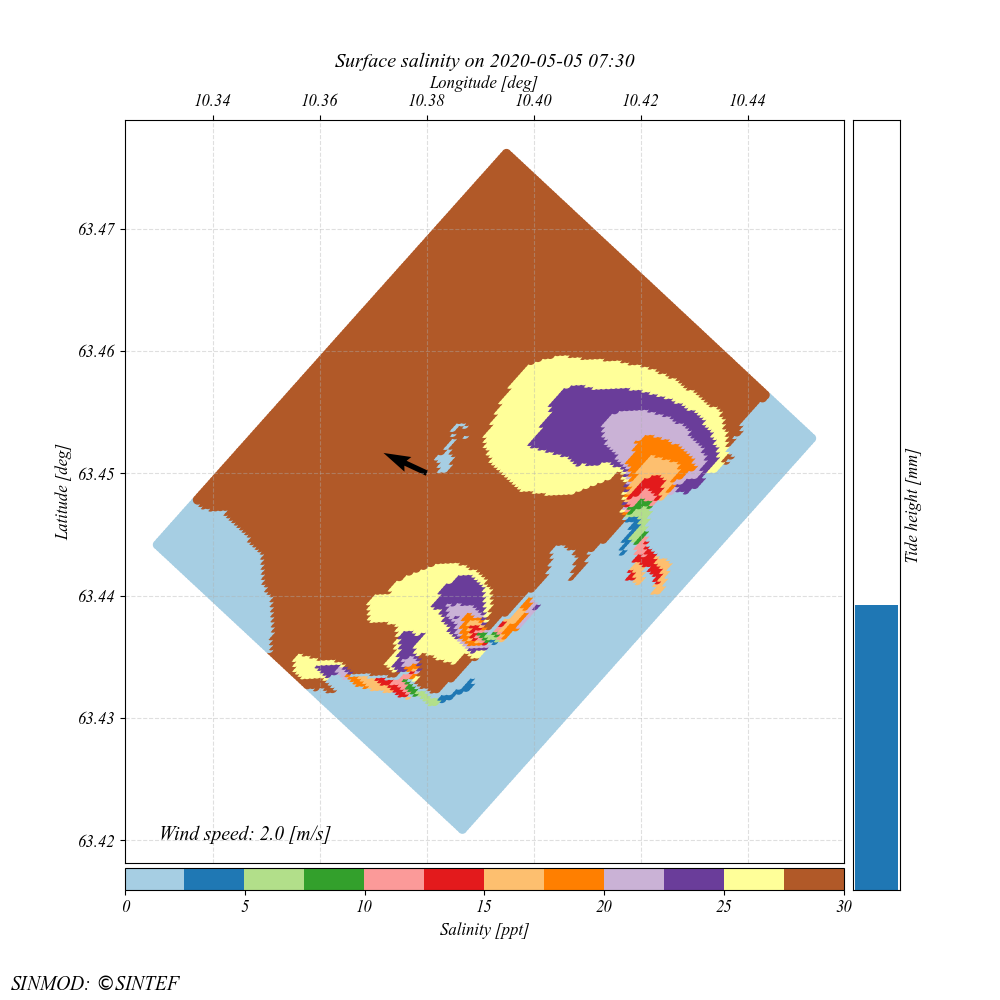 Surface salinity on 2020-05-05 07:30
Longitude [deg]
10.34 10.36 10.38 10.40 10.42 10.44
63.47
63.46
63.45
63.44
63.43
63.42
Latitude [deg]
Tide height [mm]
Wind speed: 2.0 [m/s]
0 5 10 15 20 25 30
Salinity [ppt]
SINMOD: ©SINTEF